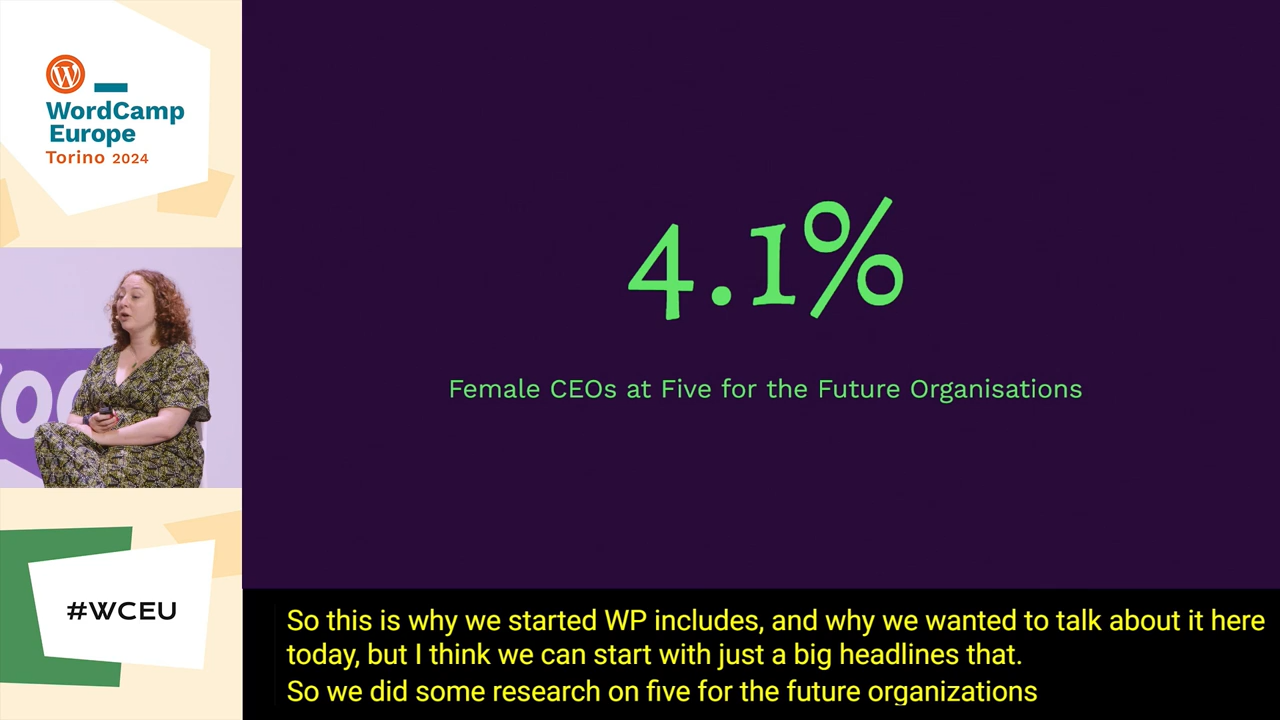 WordCamp
Europe
Torino 2024
4.1%
Female CEOs at Five for the Future Organisations
#WCEU
So this is why we started WP includes, and why we wanted to talk about it here
today, but I think we can start with just a big headlines that.
So we did some research on five for the future organizations